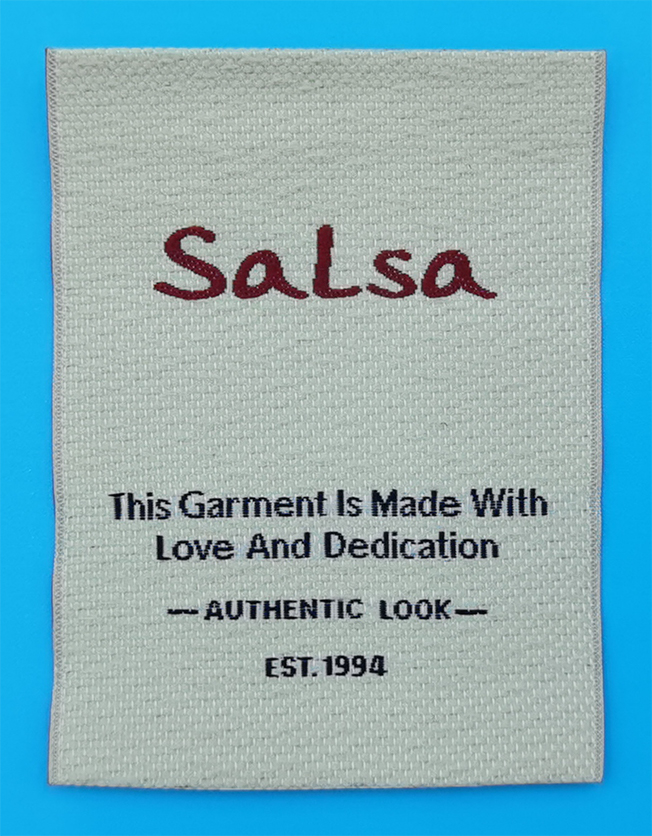 Salsa
This Garment Is Made With
Love And Dedication
— AUTHENTIC LOOK —
EST. 1994